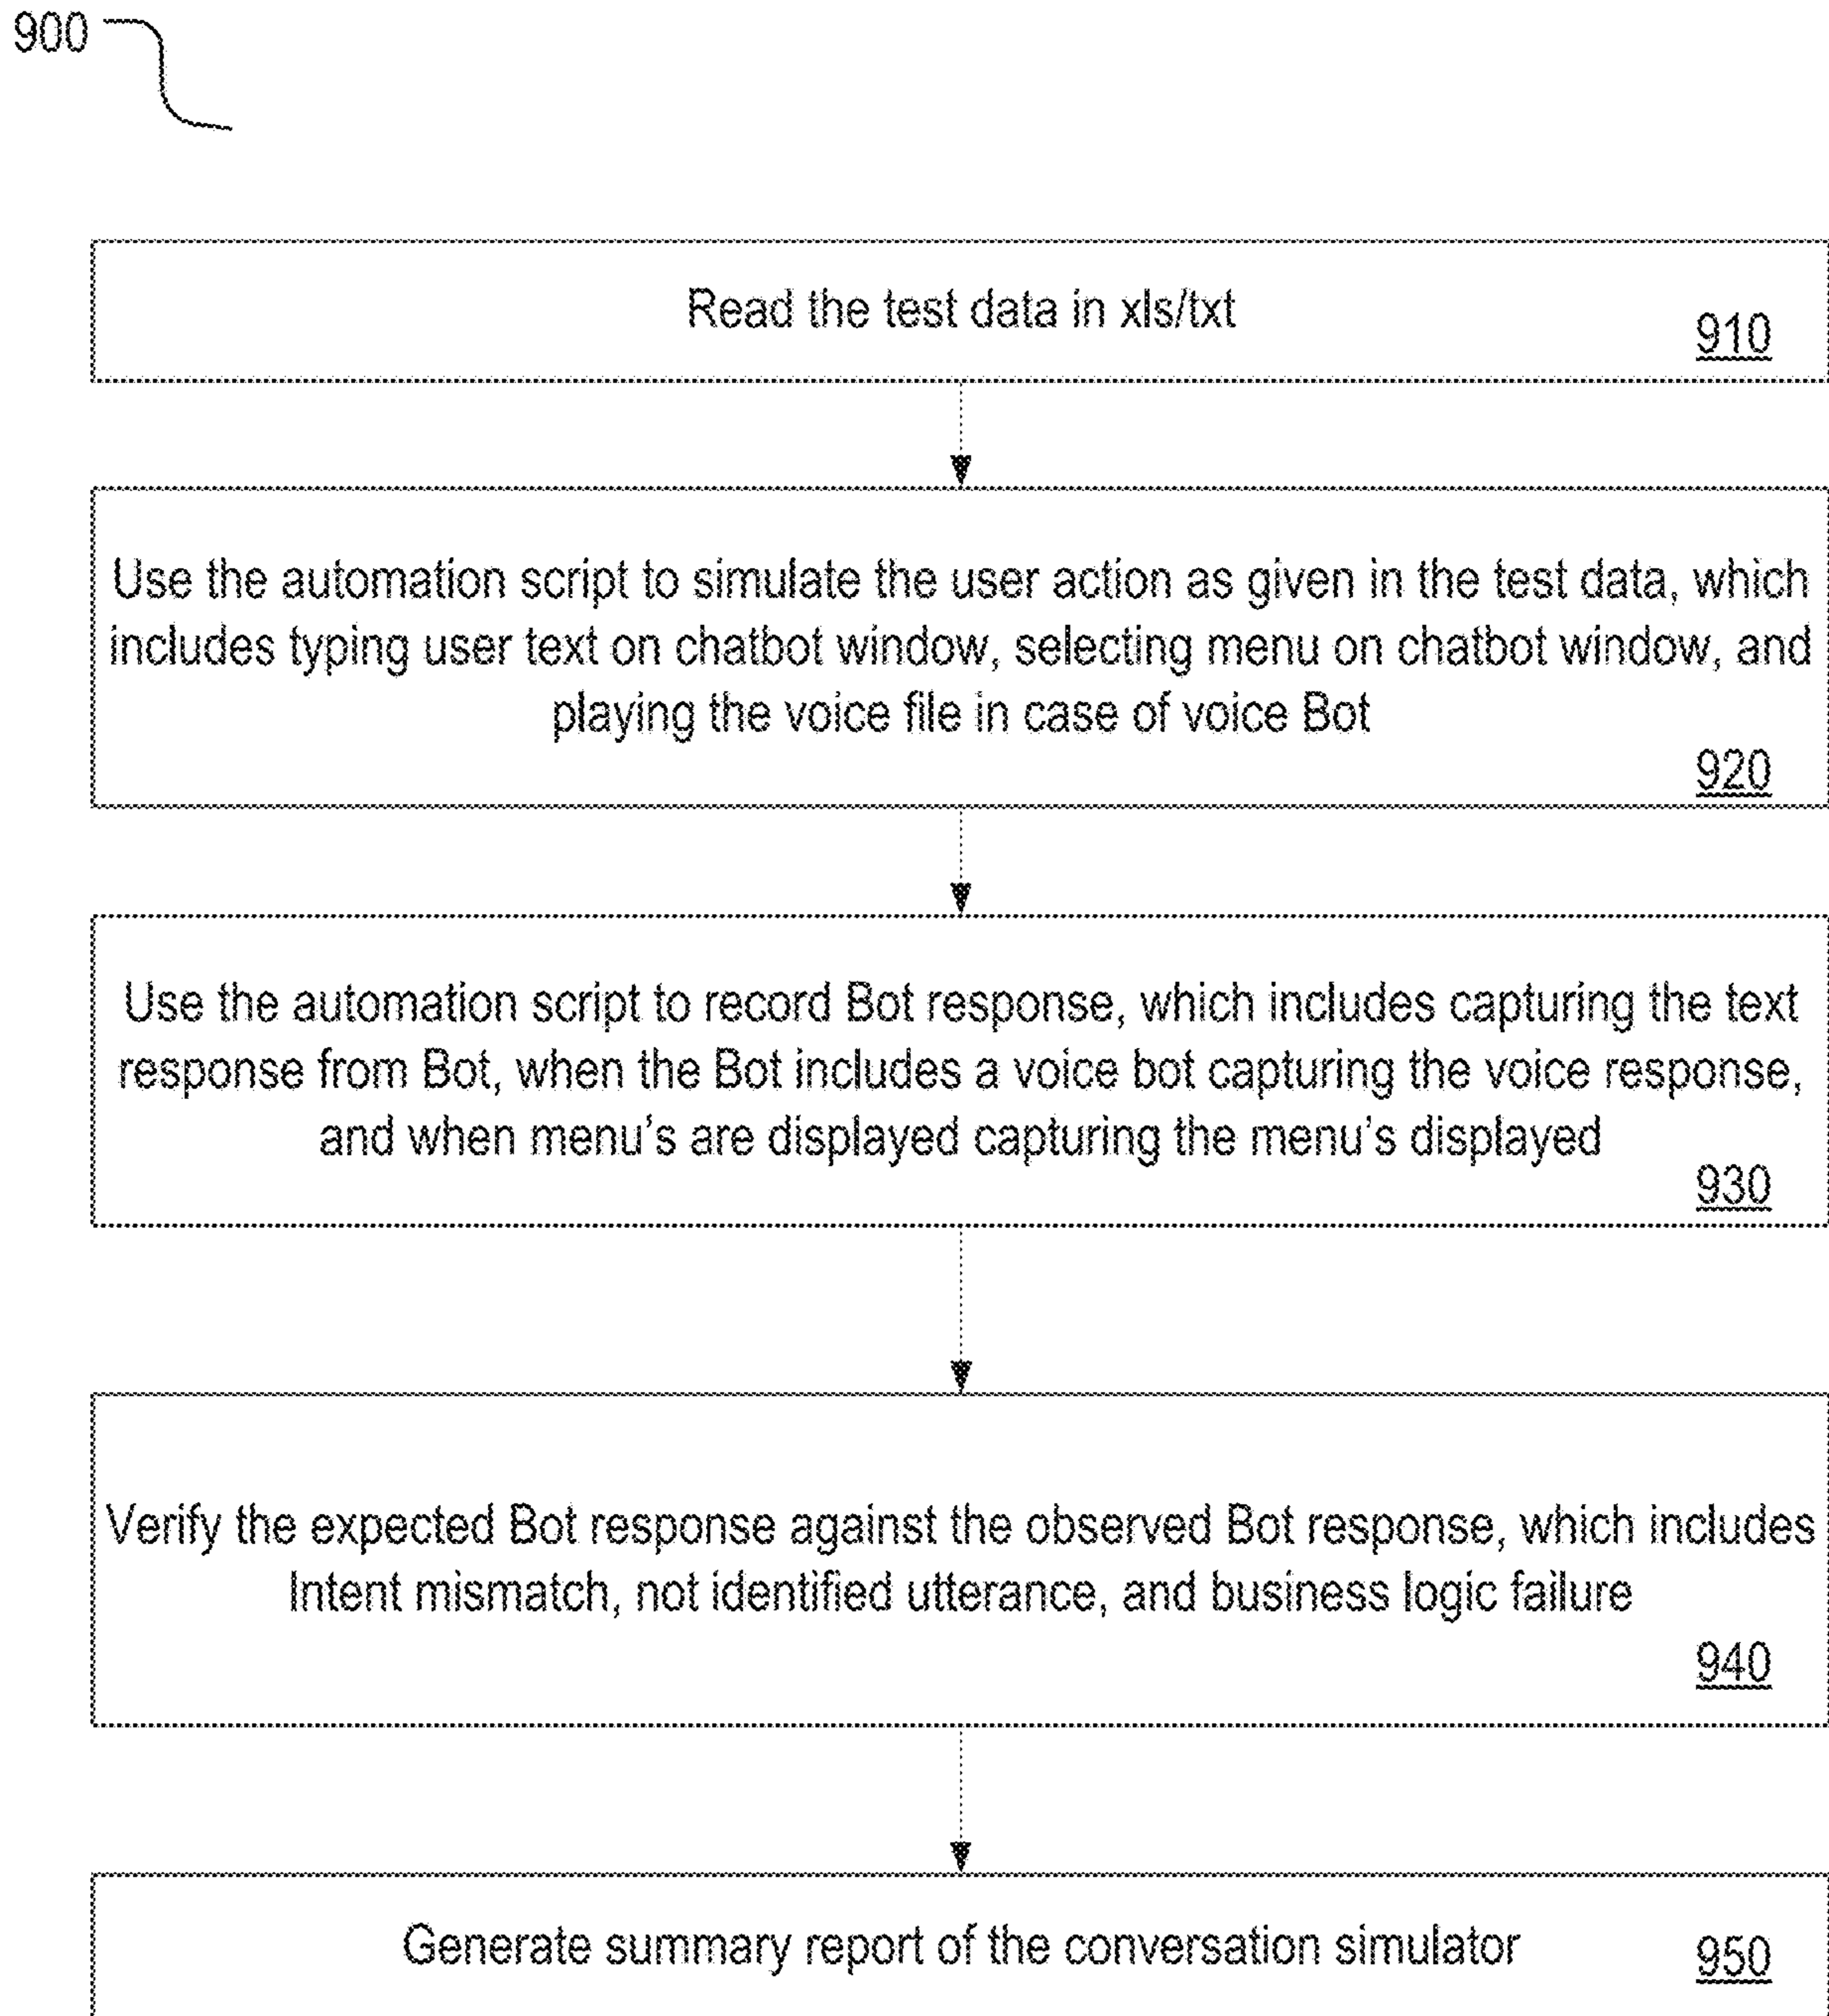 900
Read the test data in xls/txt
910
Use the automation script to simulate the user action as given in the test data, which
includes typing user text on chatbot window, selecting menu on chatbot window, and
playing the voice file in case of voice Bot
920
Use the automation script to record Bot response, which includes capturing the text
response from Bot, when the Bot includes a voice bot capturing the voice response,
and when menu's are displayed capturing the menu's displayed
930
Verify the expected Bot response against the observed Bot response, which includes
Intent mismatch, not identified utterance, and business logic failure
940
Generate summary report of the conversation simulator
950